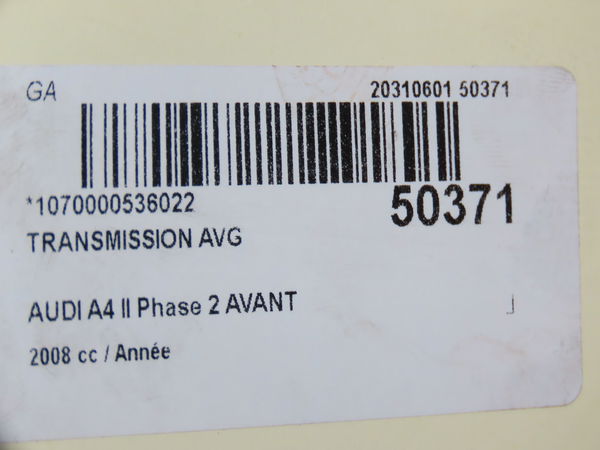 GA 20310601 50371
*1070000536022 50371
TRANSMISSION AVG
AUDI A4 II Phase 2 AVANT
2008 cc / Année